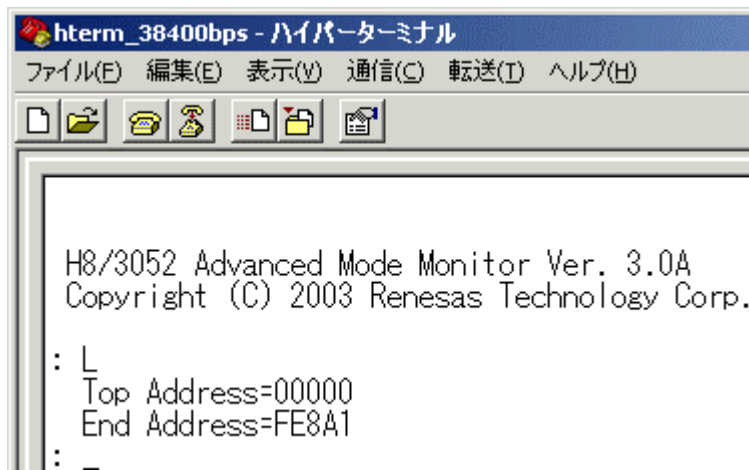 hterm_38400bps - ハイパーターミナル
ファイル(F) 編集(E) 表示(V) 通信(C) 転送(T) ヘルプ(H)
H8/3052 Advanced Mode Monitor Ver. 3.0A
Copyright (C) 2003 Renesas Technology Corp.
: L
Top Address=00000
End Address=FE8A1
: _